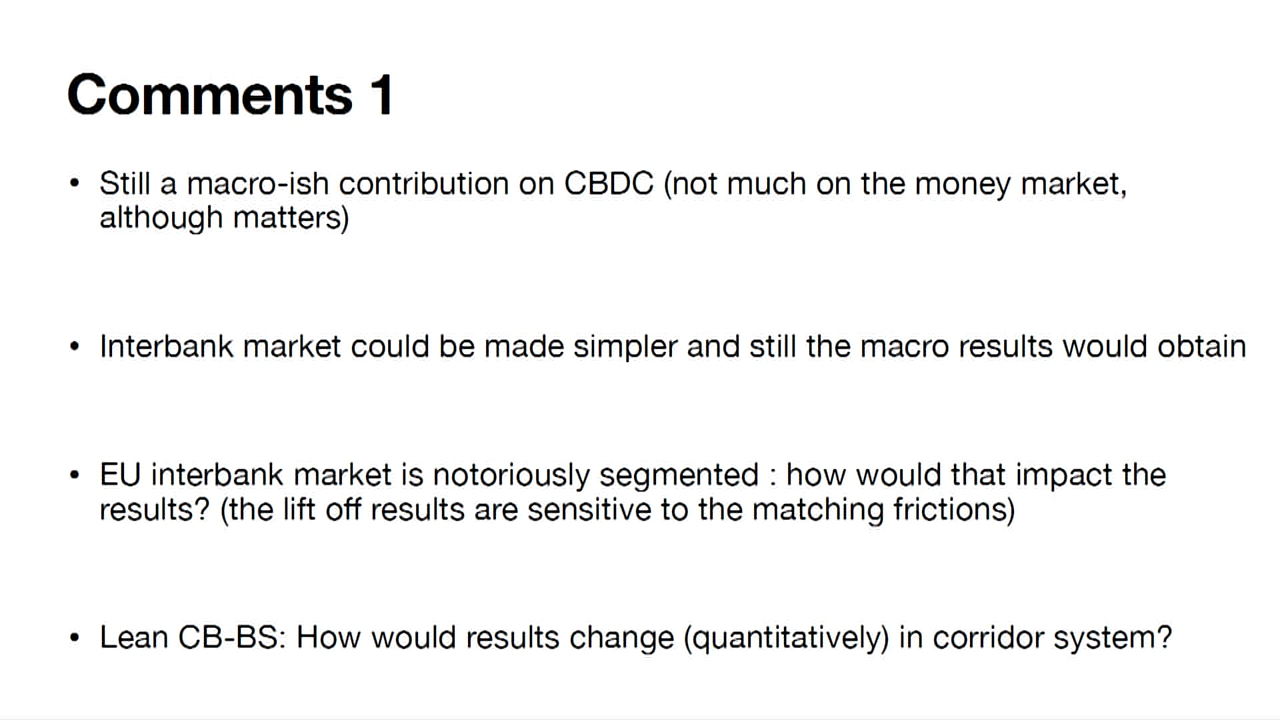 Comments 1
• Still a macro-ish contribution on CBDC (not much on the money market,
although matters)
• Interbank market could be made simpler and still the macro results would obtain
• EU interbank market is notoriously segmented : how would that impact the
results? (the lift off results are sensitive to the matching frictions)
• Lean CB-BS: How would results change (quantitatively) in corridor system?